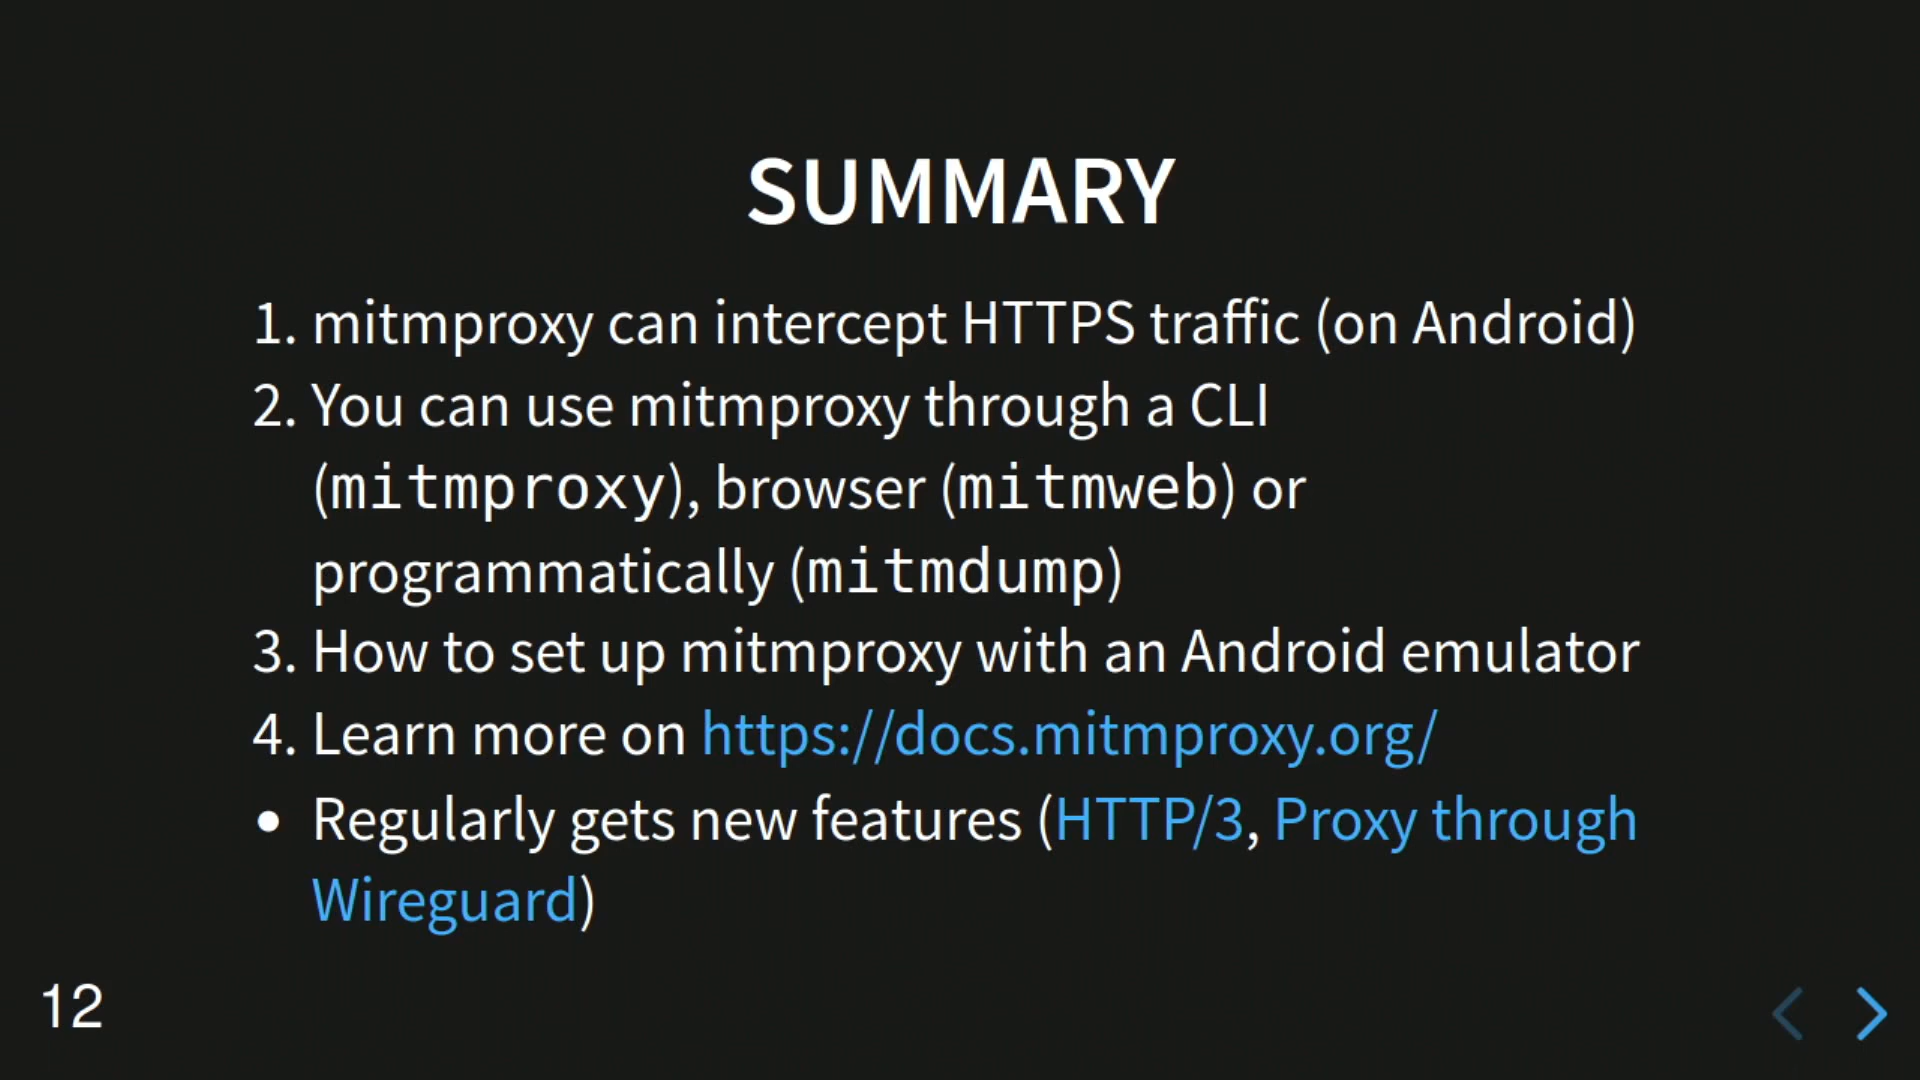 SUMMARY
1. mitmproxy can intercept HTTPS traffic (on Android)
2. You can use mitmproxy through a CLI
(mitmproxy), browser (mitmweb) or
programmatically (mitmdump)
3. How to set up mitmproxy with an Android emulator
4. Learn more on https://docs.mitmproxy.org/
• Regularly gets new features (HTTP/3, Proxy through
Wireguard)
12